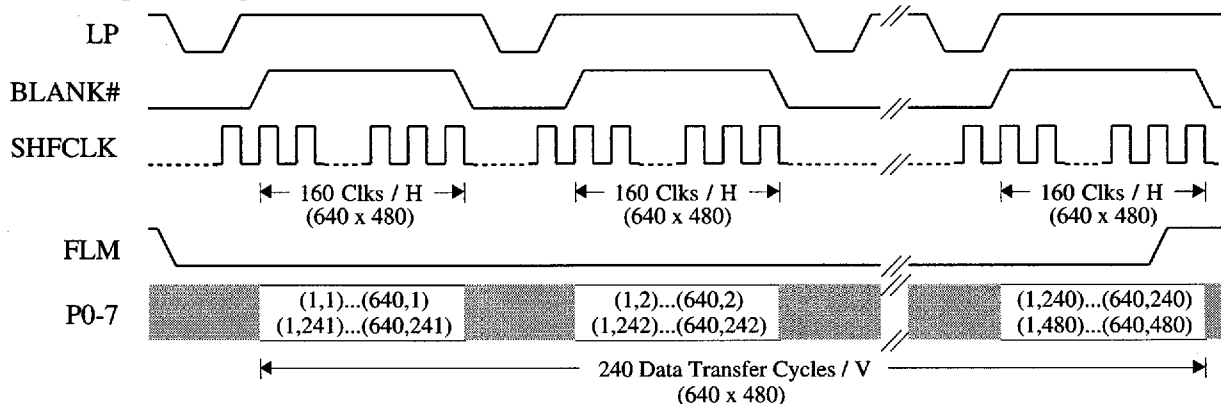 LP
BLANK#
SHFCLK
160 Clks / H
(640 x 480)
160 Clks / H
(640 x 480)
160 Clks / H
(640 x 480)
FLM
P0-7
(1,1)...(640,1)
(1,241)...(640,241)
(1,2)...(640,2)
(1,242)...(640,242)
(1,240)...(640,240)
(1,480)...(640,480)
240 Data Transfer Cycles / V
(640 x 480)